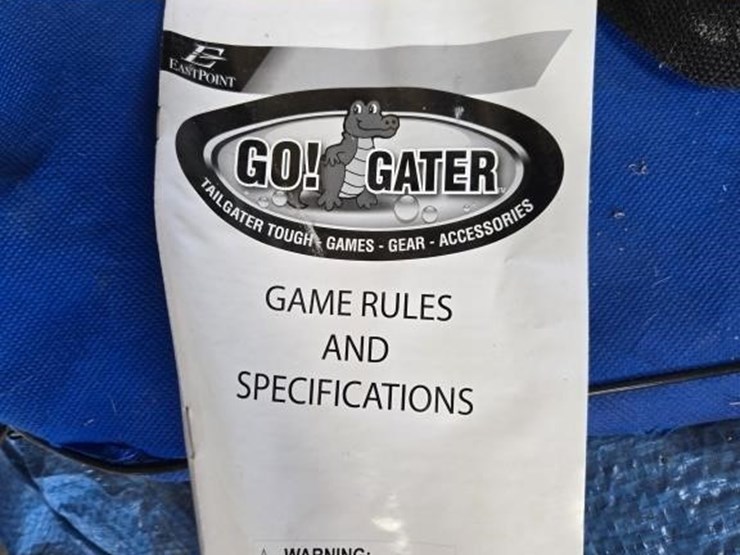 EASTPOINT
GO! GATER
TAILGATER TOUGH - GAMES - GEAR - ACCESSORIES
GAME RULES
AND
SPECIFICATIONS
WARNING: